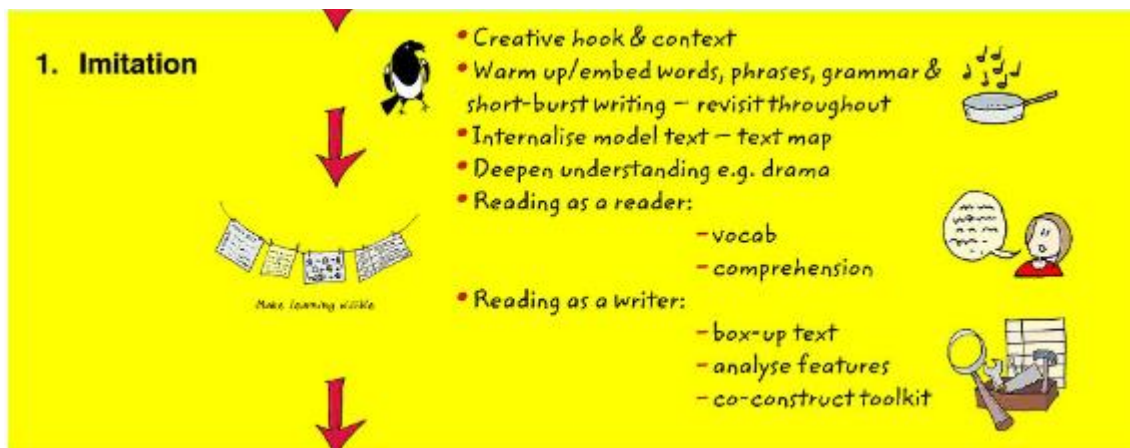 1. Imitation
• Creative hook & context
• Warm up/embed words, phrases, grammar &
short-burst writing – revisit throughout
• Internalise model text – text map
• Deepen understanding e.g. drama
• Reading as a reader:
– vocab
– comprehension
Make learning visible
• Reading as a writer:
– box-up text
– analyse features
– co-construct toolkit